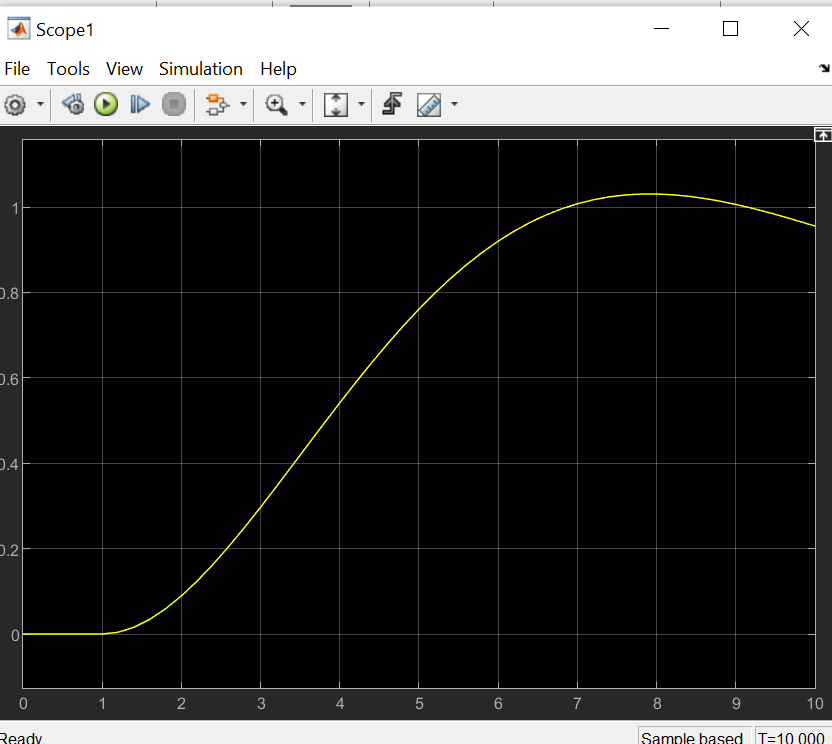 Scope1
File Tools View Simulation Help
1
0.8
0.6
0.4
0.2
0
0 1 2 3 4 5 6 7 8 9 10
Ready Sample based T=10.000